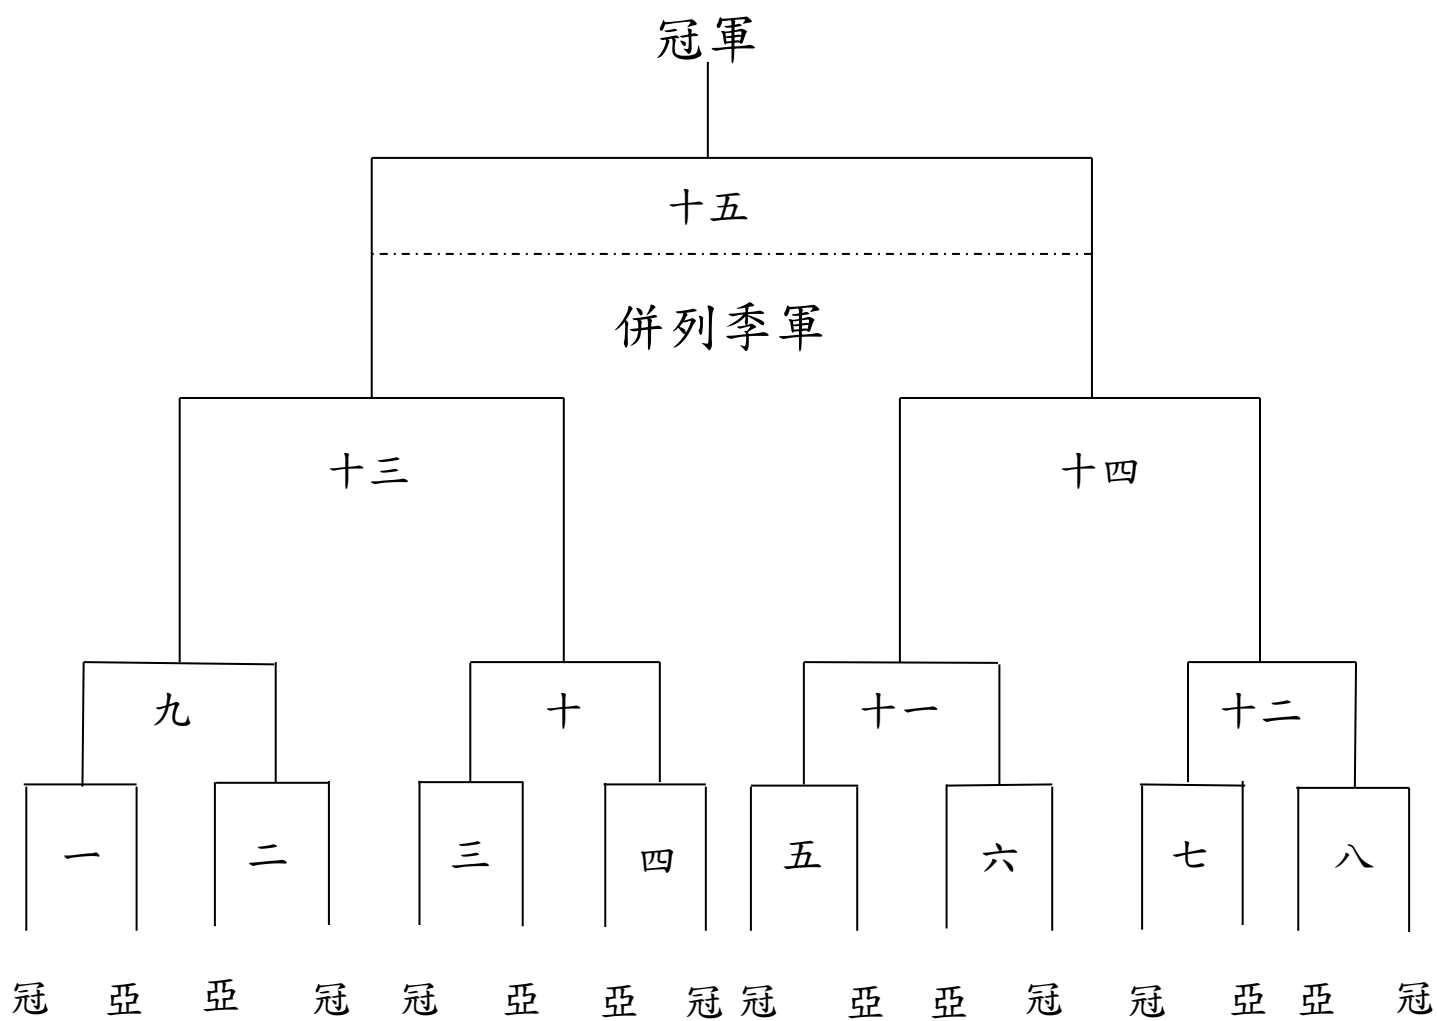 冠軍
十五
併列季軍
十三 十四
九 十 十一 十二
一 二 三 四 五 六 七 八
冠 亞 亞 冠 冠 亞 亞 冠 冠 亞 亞 冠 冠 亞 亞 冠